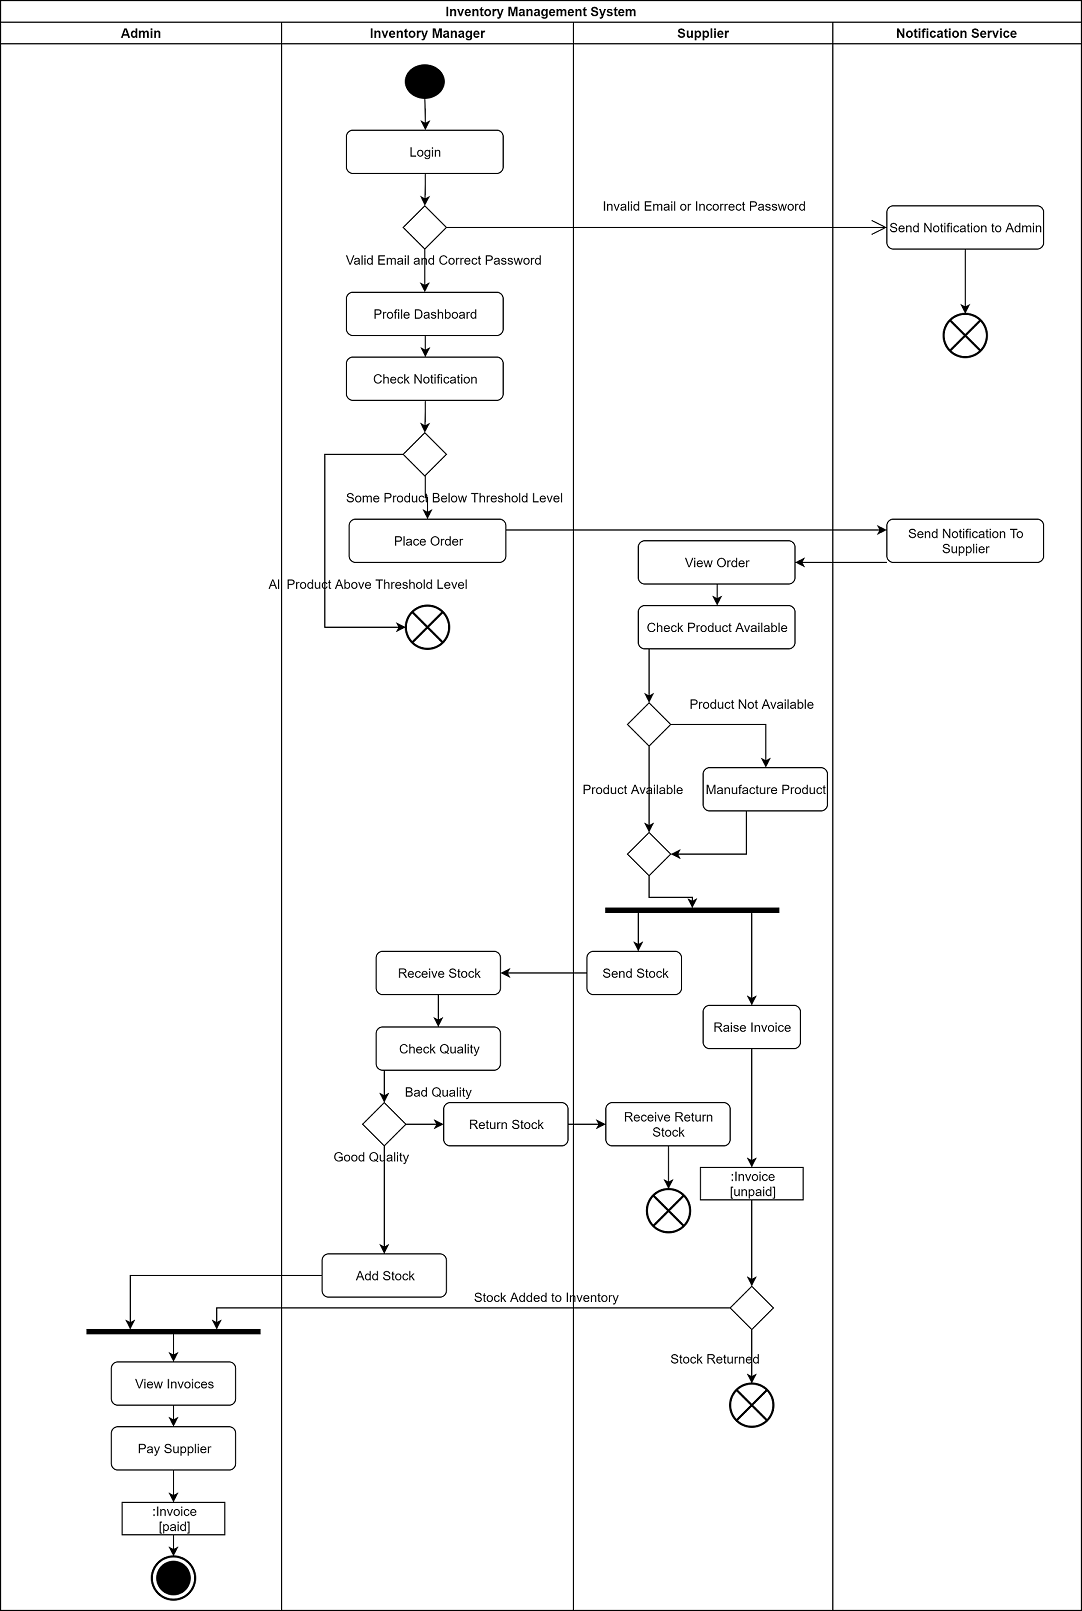 Inventory Management System
Admin
Inventory Manager
Supplier
Notification Service
Login
Invalid Email or Incorrect Password
Send Notification to Admin
Valid Email and Correct Password
Profile Dashboard
Check Notification
Some Product Below Threshold Level
Place Order
Send Notification To
Supplier
View Order
All Product Above Threshold Level
Check Product Available
Product Not Available
Product Available
Manufacture Product
Receive Stock
Send Stock
Raise Invoice
Check Quality
Bad Quality
Return Stock
Receive Return
Stock
Good Quality
:Invoice
[unpaid]
Add Stock
Stock Added to Inventory
Stock Returned
View Invoices
Pay Supplier
:Invoice
[paid]